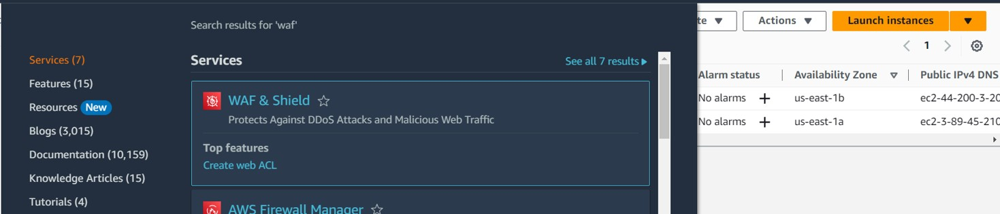 Search results for 'waf'
Services (7)
Features (15)
Resources New
Blogs (3,015)
Documentation (10,159)
Knowledge Articles (15)
Tutorials (4)
Services
See all 7 results
WAF & Shield
Protects Against DDoS Attacks and Malicious Web Traffic
Top features
Create web ACL
AWS Firewall Manager
Actions
Launch instances
1
Alarm status
Availability Zone
Public IPv4 DNS
No alarms
us-east-1b
ec2-44-200-3-20
No alarms
us-east-1a
ec2-3-89-45-210